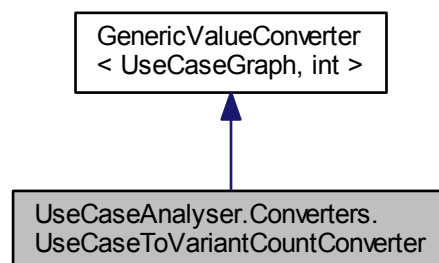 GenericValueConverter
< UseCaseGraph, int >
UseCaseAnalyser.Converters.
UseCaseToVariantCountConverter